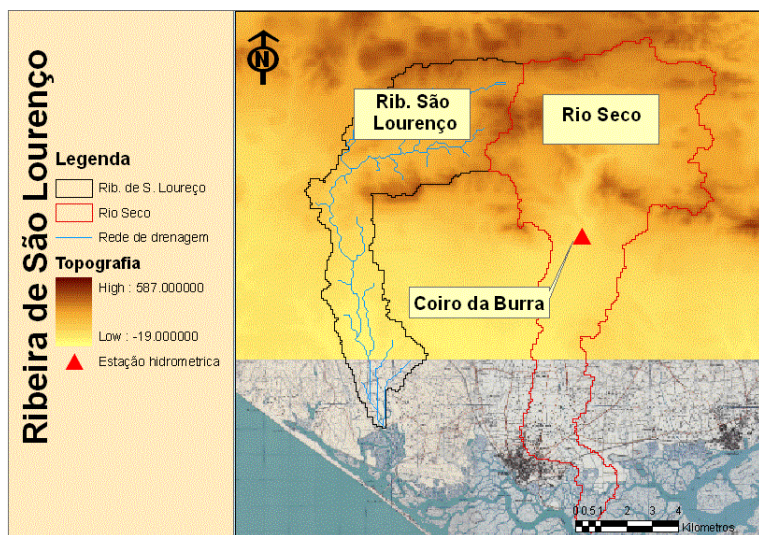 Ribeira de São Lourenço
N
Legenda
Rib. de S. Loureço
Rio Seco
Rede de drenagem
Topografia
High : 587.000000
Low : -19.000000
Estação hidrometrica
Rib. São
Lourenço
Rio Seco
Coiro da Burra
0 0.5 1 2 3 4
Kilometros